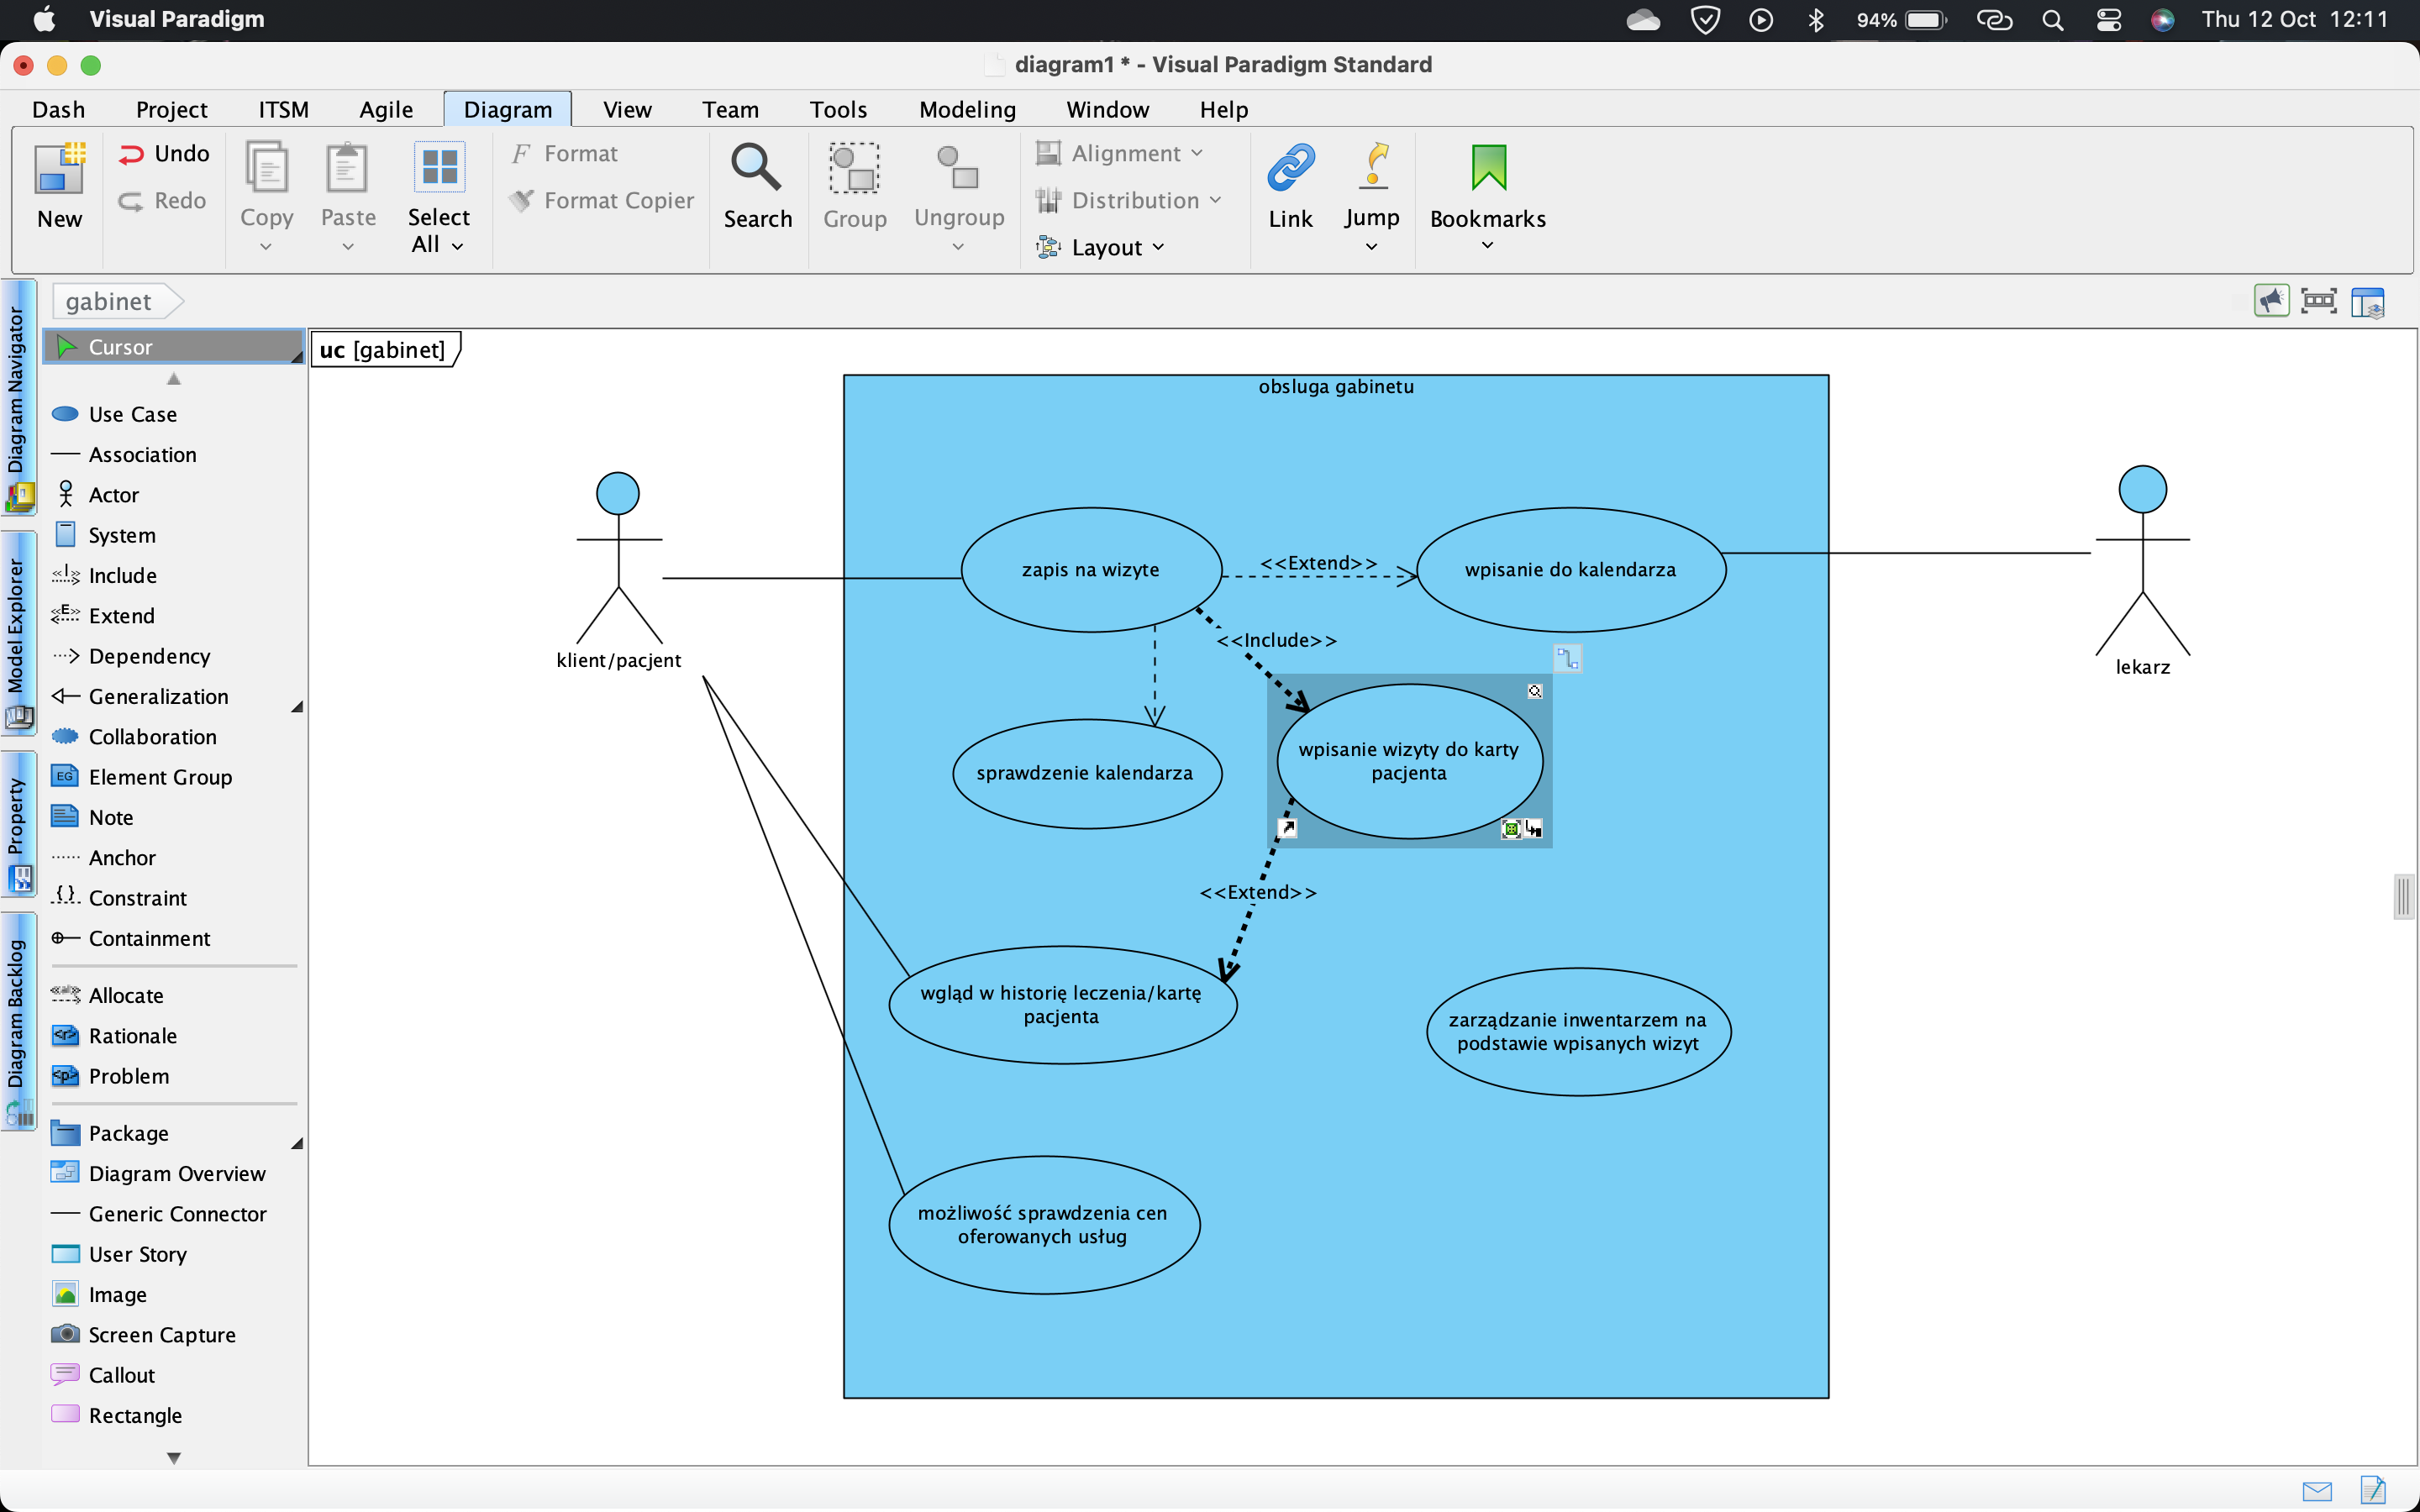 Visual Paradigm
94%
Thu 12 Oct 12:11
diagram1 * - Visual Paradigm Standard
Dash Project ITSM Agile Diagram View Team Tools Modeling Window Help
New
Undo
Redo
Copy
Paste
Select
All
Format
Format Copier
Search
Group
Ungroup
Alignment
Distribution
Layout
Link
Jump
Bookmarks
gabinet
Diagram Navigator
Model Explorer
Property
Diagram Backlog
Cursor
Use Case
Association
Actor
System
Include
Extend
Dependency
Generalization
Collaboration
EG Element Group
Note
Anchor
Constraint
Containment
Allocate
Rationale
Problem
Package
Diagram Overview
Generic Connector
User Story
Image
Screen Capture
Callout
Rectangle
uc [gabinet]
obsluga gabinetu
klient/pacjent
zapis na wizyte
<<Extend>>
wpisanie do kalendarza
lekarz
<<Include>>
sprawdzenie kalendarza
wpisanie wizyty do karty
pacjenta
<<Extend>>
wgląd w historię leczenia/kartę
pacjenta
zarządzanie inwentarzem na
podstawie wpisanych wizyt
możliwość sprawdzenia cen
oferowanych usług